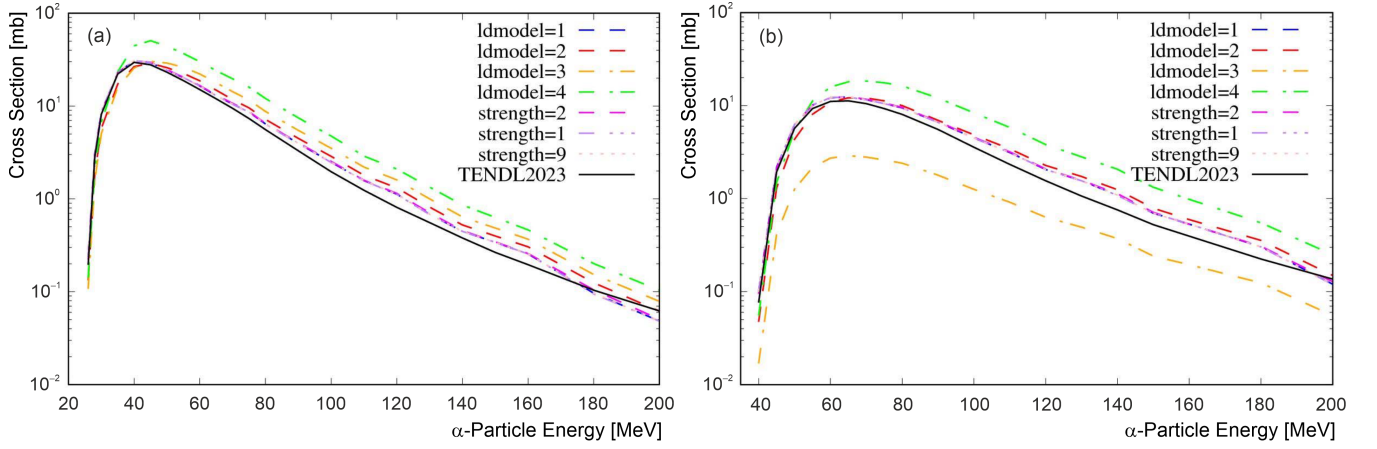 (a)
Cross Section [mb]
10²
10¹
10⁰
10⁻¹
10⁻²
ldmodel=1
ldmodel=2
ldmodel=3
ldmodel=4
strength=2
strength=1
strength=9
TENDL2023
20 40 60 80 100 120 140 160 180 200
α-Particle Energy [MeV]
(b)
Cross Section [mb]
10²
10¹
10⁰
10⁻¹
10⁻²
ldmodel=1
ldmodel=2
ldmodel=3
ldmodel=4
strength=2
strength=1
strength=9
TENDL2023
40 60 80 100 120 140 160 180 200
α-Particle Energy [MeV]